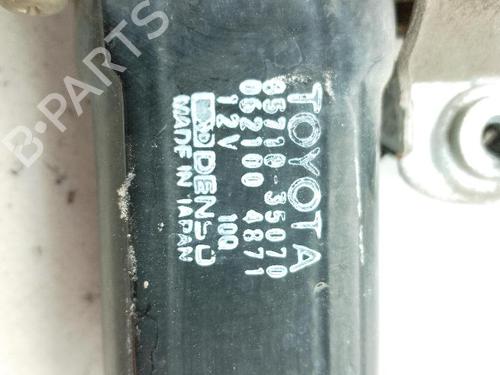 TOYOTA
85710-35070
062100 4871
12V 10Q
DENSO
MADE IN JAPAN
B-PARTS